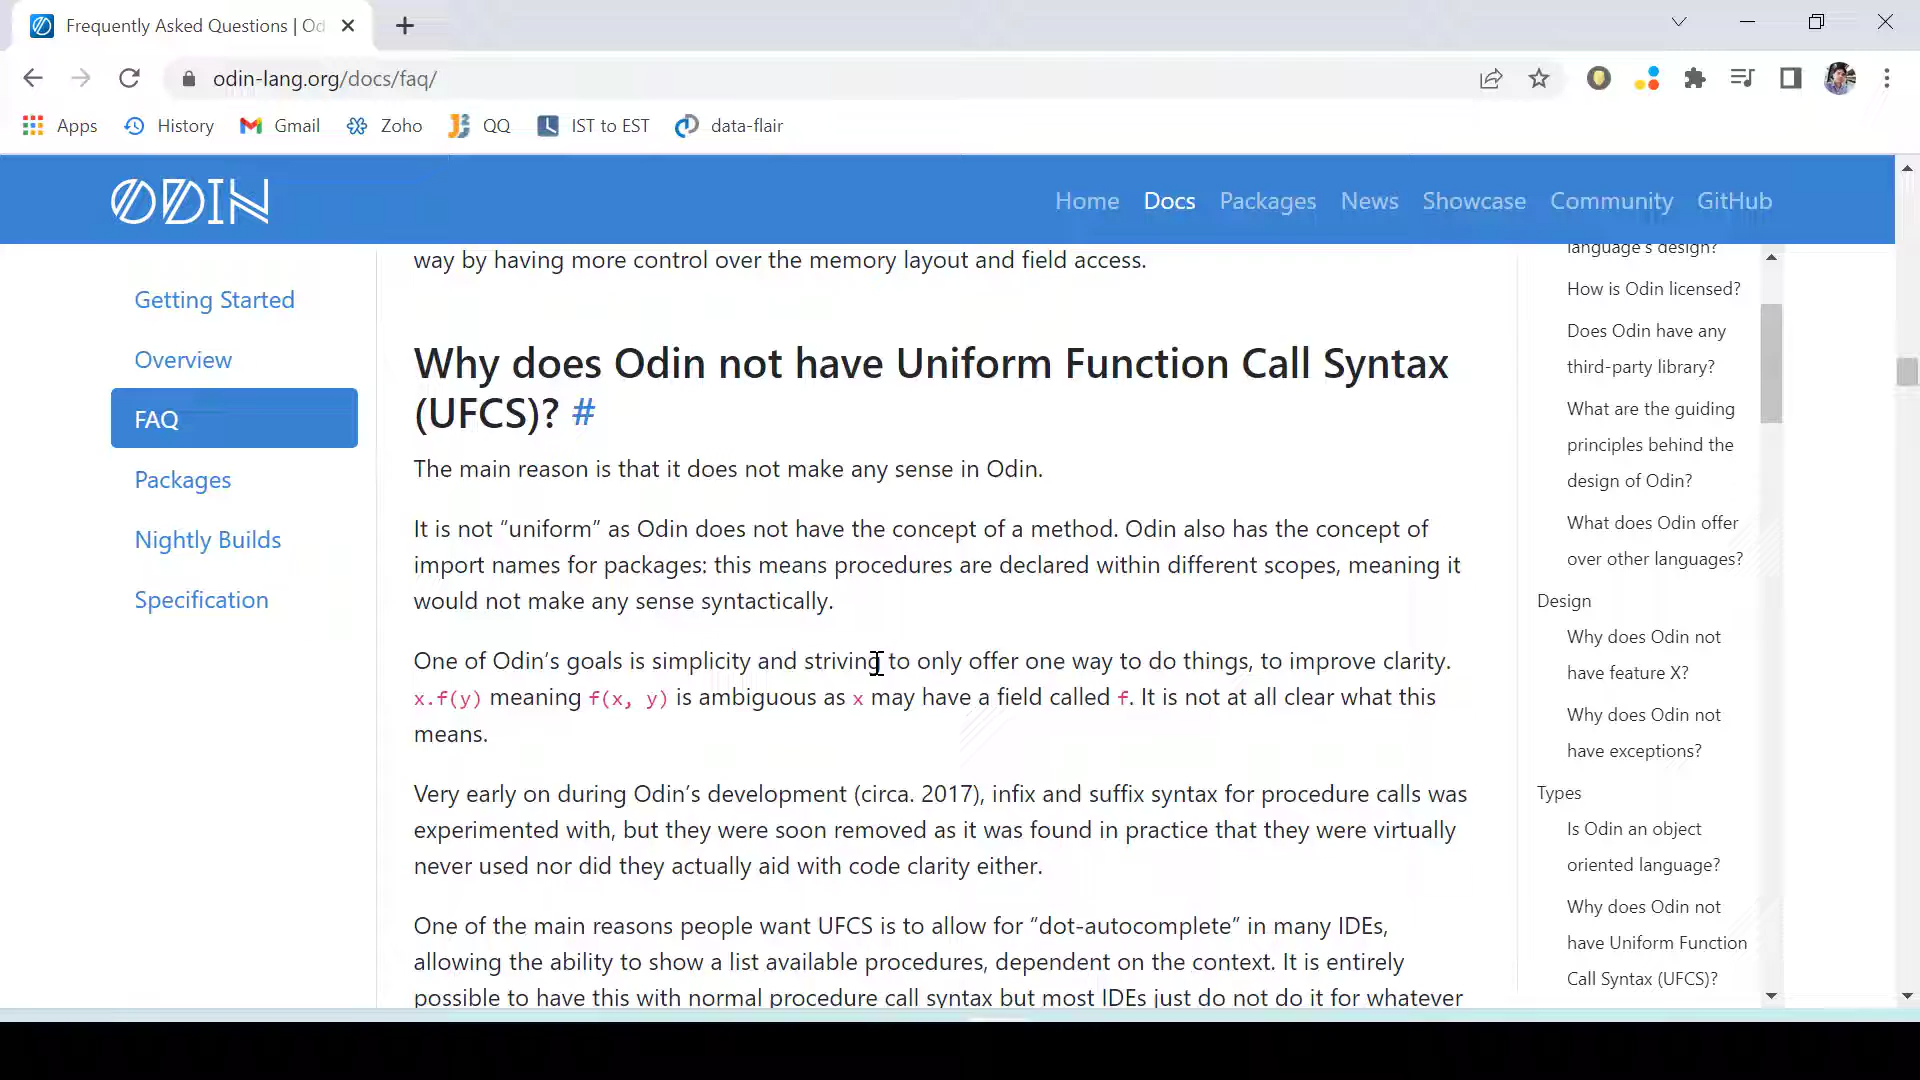 Frequently Asked Questions | Od
odin-lang.org/docs/faq/
Apps History Gmail Zoho QQ IST to EST data-flair
ODIN
Home Docs Packages News Showcase Community GitHub
Getting Started
Overview
FAQ
Packages
Nightly Builds
Specification
way by having more control over the memory layout and field access.
Why does Odin not have Uniform Function Call Syntax
(UFCS)? #
The main reason is that it does not make any sense in Odin.
It is not “uniform” as Odin does not have the concept of a method. Odin also has the concept of
import names for packages: this means procedures are declared within different scopes, meaning it
would not make any sense syntactically.
One of Odin’s goals is simplicity and striving to only offer one way to do things, to improve clarity.
x.f(y) meaning f(x, y) is ambiguous as x may have a field called f. It is not at all clear what this
means.
Very early on during Odin’s development (circa. 2017), infix and suffix syntax for procedure calls was
experimented with, but they were soon removed as it was found in practice that they were virtually
never used nor did they actually aid with code clarity either.
One of the main reasons people want UFCS is to allow for “dot-autocomplete” in many IDEs,
allowing the ability to show a list available procedures, dependent on the context. It is entirely
possible to have this with normal procedure call syntax but most IDEs just do not do it for whatever
language’s design?
How is Odin licensed?
Does Odin have any
third-party library?
What are the guiding
principles behind the
design of Odin?
What does Odin offer
over other languages?
Design
Why does Odin not
have feature X?
Why does Odin not
have exceptions?
Types
Is Odin an object
oriented language?
Why does Odin not
have Uniform Function
Call Syntax (UFCS)?